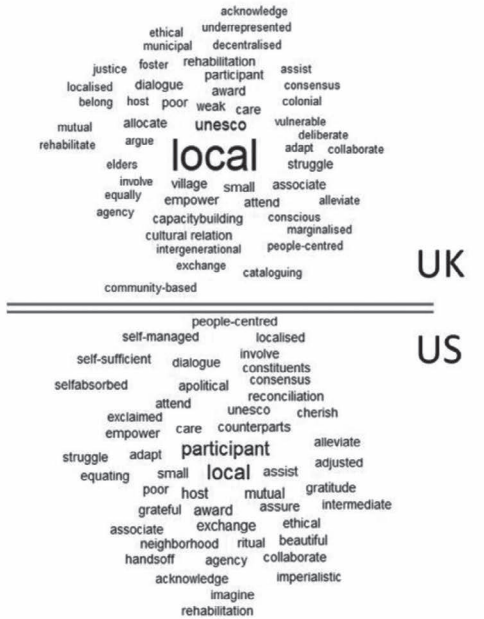 acknowledge
ethical underrepresented
municipal decentralised
justice foster rehabilitation
participant assist
localised dialogue award consensus
belong host poor weak care colonial
mutual allocate unesco vulnerable
deliberate
rehabilitate argue local adapt collaborate
elders struggle
involve village small associate
equally empower attend alleviate
agency capacitybuilding conscious
cultural relation marginalised
intergenerational people-centred
exchange cataloguing
UK
community-based
people-centred
self-managed localised
US
self-sufficient dialogue involve
constituents
selfabsorbed apolitical consensus
attend reconciliation
exclaimed unesco cherish
empower care counterparts
struggle adapt participant alleviate
equating small local assist adjusted
poor host mutual gratitude
grateful award assure intermediate
associate exchange ethical
neighborhood ritual beautiful
handsoff agency collaborate
acknowledge imperialistic
imagine
rehabilitation